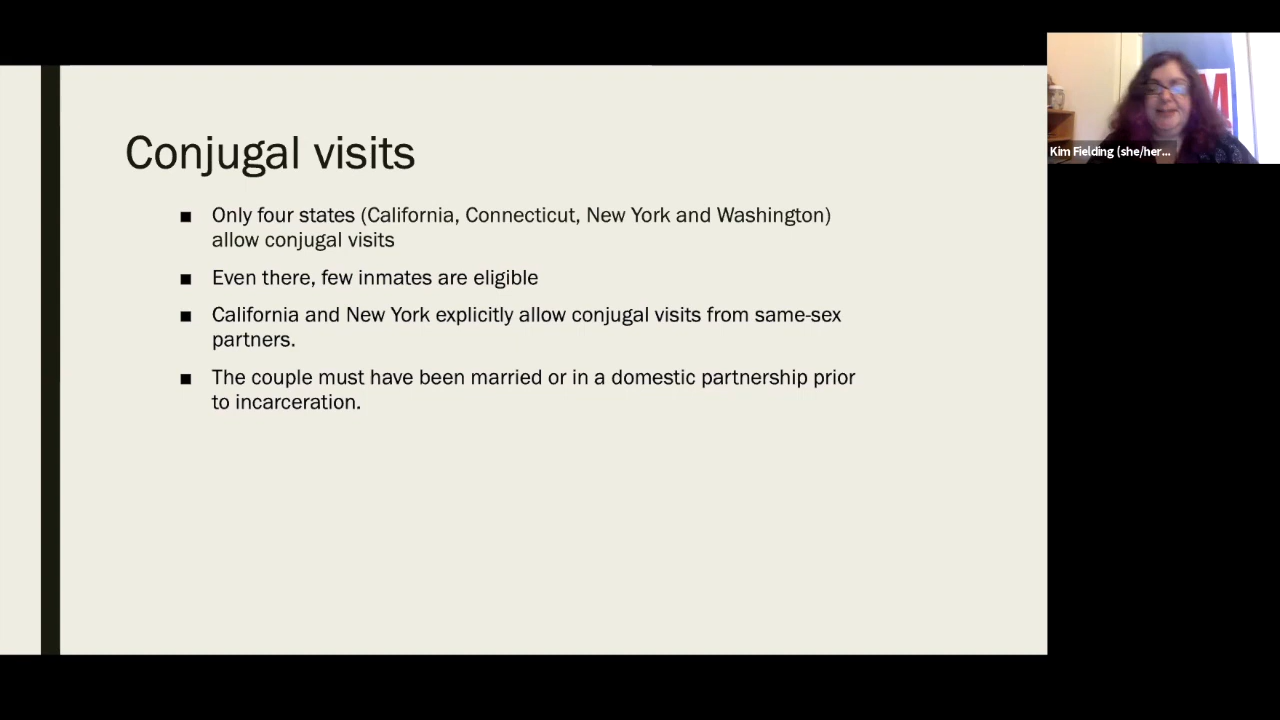 Conjugal visits
■ Only four states (California, Connecticut, New York and Washington)
allow conjugal visits
■ Even there, few inmates are eligible
■ California and New York explicitly allow conjugal visits from same-sex
partners.
■ The couple must have been married or in a domestic partnership prior
to incarceration.
M
Kim Fielding (she/her...